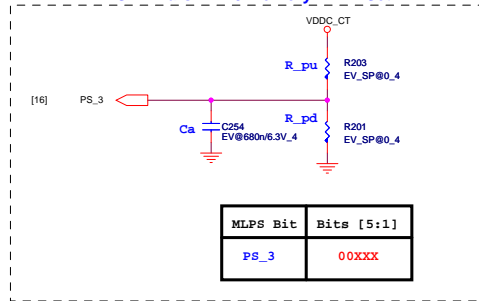 VDDC_CT
R_pu
R203
EV_SP@0_4
[16]
PS_3
R_pd
R201
EV_SP@0_4
Ca
C254
EV@680n/6.3V_4
MLPS Bit
Bits [5:1]
PS_3
00XXX